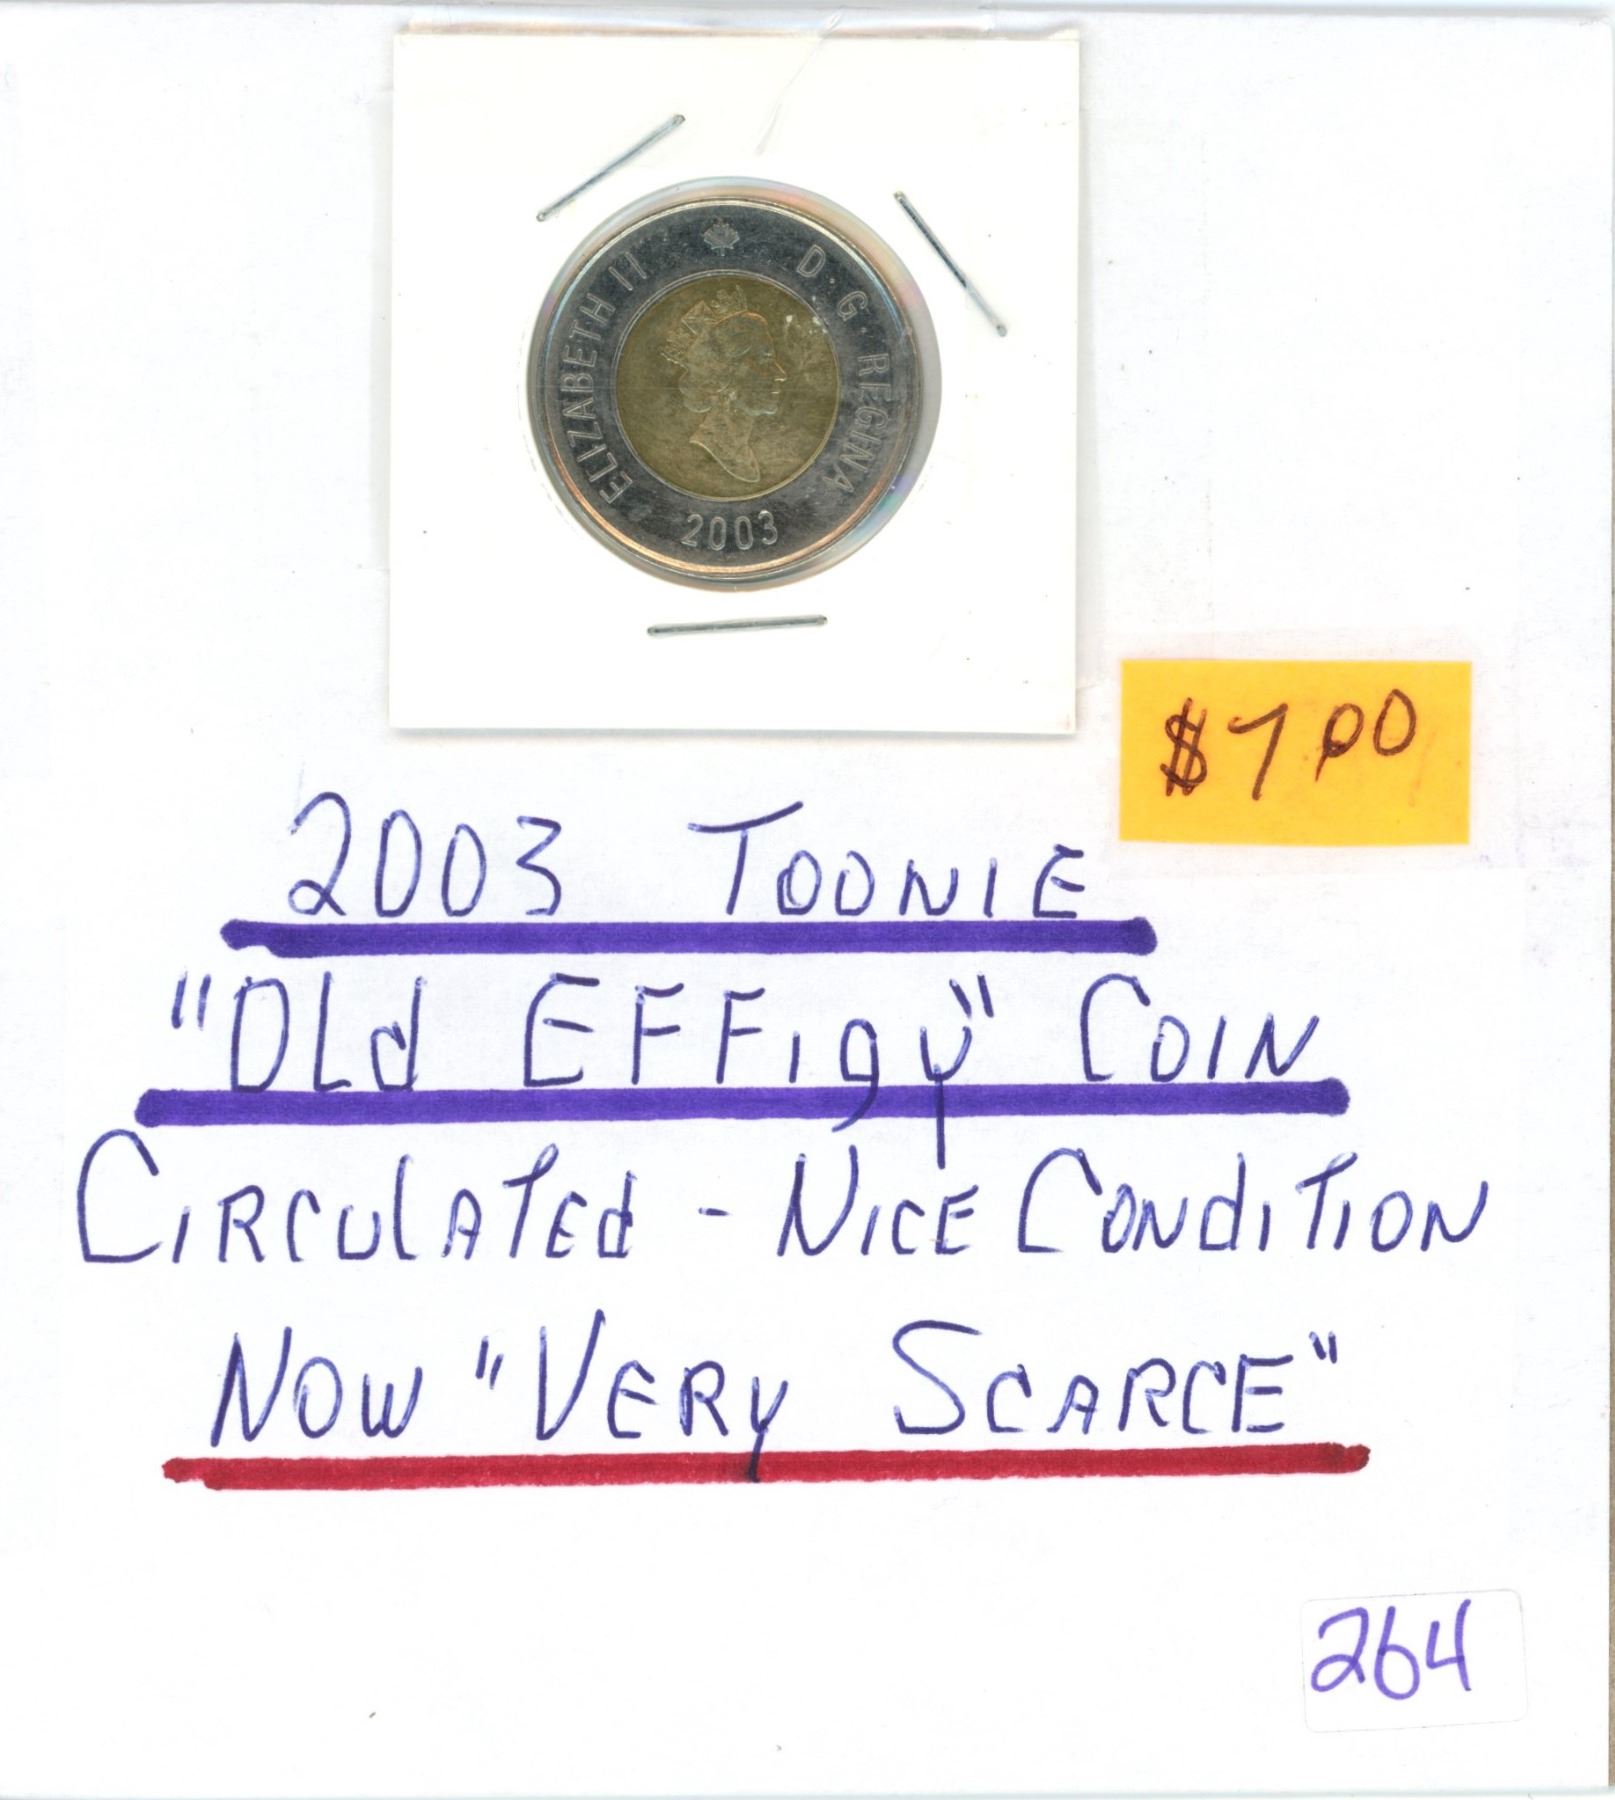 ELIZABETH II D·G·REGINA
2003
$7.00
2003 TOONIE
"OLd EFFigy" COIN
CIRCULATEd - NICE CONdITION
NOW "VERy SCARCE"
264